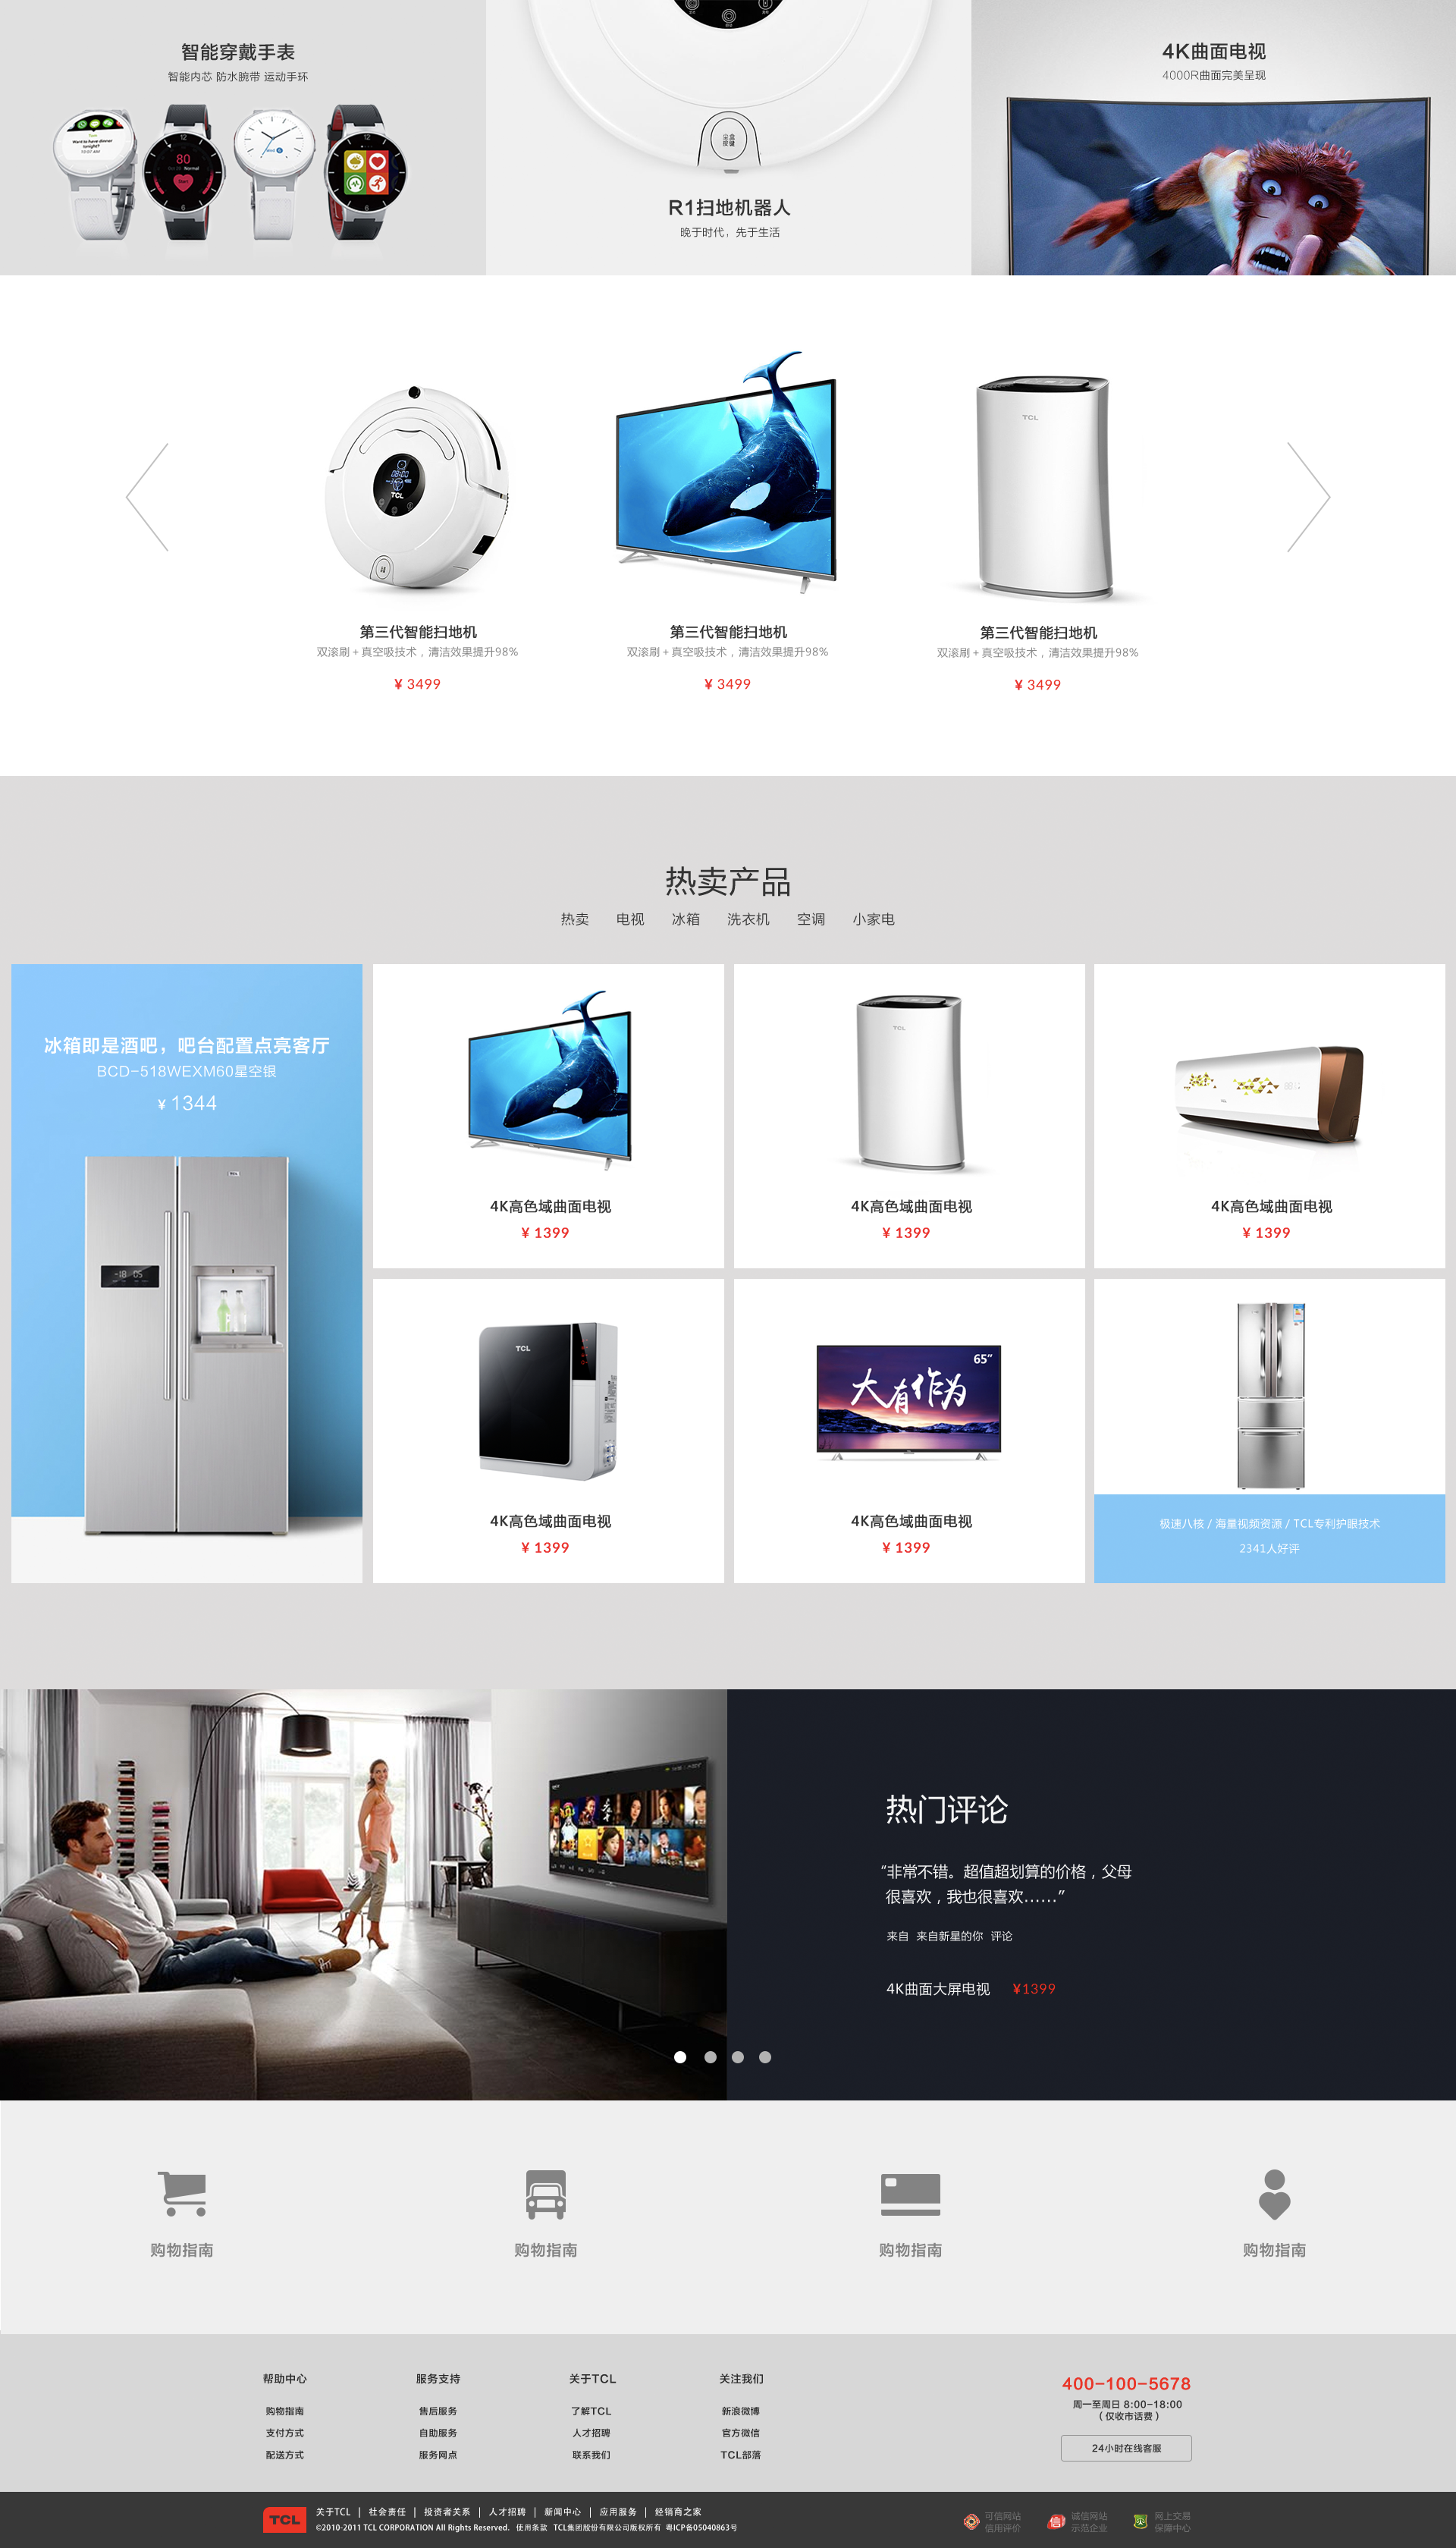 智能穿戴手表
智能内芯 防水腕带 运动手环
R1扫地机器人
晚于时代，先于生活
4K曲面电视
4000R曲面完美呈现
TCL
TCL
第三代智能扫地机
双滚刷＋真空吸技术，清洁效果提升98%
¥ 3499
第三代智能扫地机
双滚刷＋真空吸技术，清洁效果提升98%
¥ 3499
第三代智能扫地机
双滚刷＋真空吸技术，清洁效果提升98%
¥ 3499
热卖产品
热卖 电视 冰箱 洗衣机 空调 小家电
冰箱即是酒吧，吧台配置点亮客厅
BCD-518WEXM60星空银
¥ 1344
4K高色域曲面电视
¥ 1399
TCL
4K高色域曲面电视
¥ 1399
4K高色域曲面电视
¥ 1399
TCL
4K高色域曲面电视
¥ 1399
65”
大有作为
4K高色域曲面电视
¥ 1399
极速八核 / 海量视频资源 / TCL专利护眼技术
2341人好评
热门评论
“非常不错。超值超划算的价格，父母
很喜欢，我也很喜欢……”
来自 来自新星的你 评论
4K曲面大屏电视 ¥1399
购物指南
购物指南
购物指南
购物指南
帮助中心
购物指南
支付方式
配送方式
服务支持
售后服务
自助服务
服务网点
关于TCL
了解TCL
人才招聘
联系我们
关注我们
新浪微博
官方微信
TCL部落
400-100-5678
周一至周日 8:00-18:00
（仅收市话费）
24小时在线客服
TCL
关于TCL | 社会责任 | 投资者关系 | 人才招聘 | 新闻中心 | 应用服务 | 经销商之家
©2010-2011 TCL CORPORATION All Rights Reserved. 使用条款 TCL集团股份有限公司版权所有 粤ICP备05040863号
可信网站
信用评价
诚信网站
示范企业
网上交易
保障中心